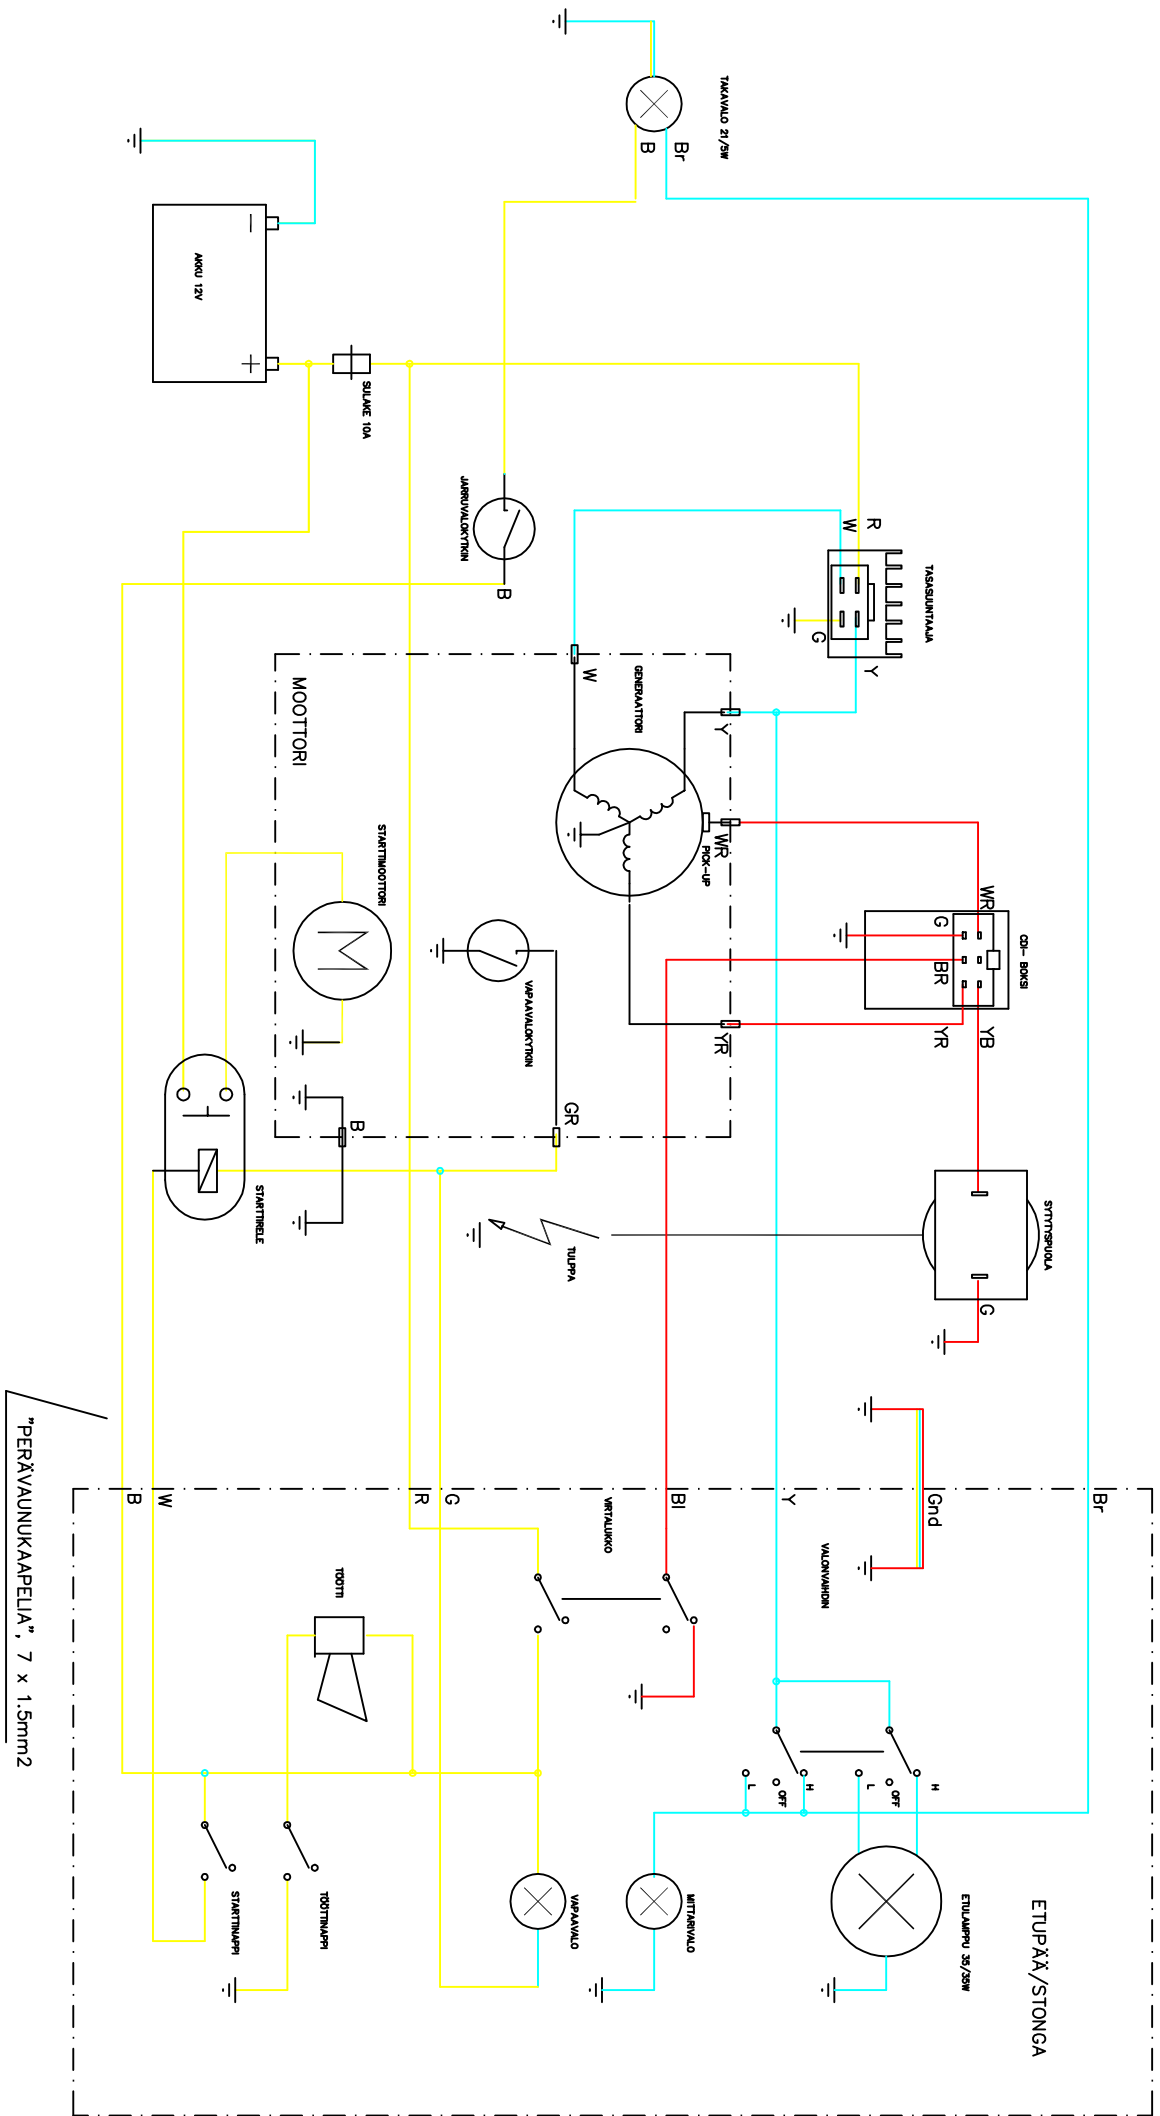 TAKAVALO 21/5W
Br
B
AKKU 12V
−
+
SULAKE 10A
JARRUVALOKYTKIN
B
R
W
TASASUUNTAAJA
G
Y
W
GENERAATTORI
Y
MOOTTORI
WR
PICK-UP
WR
G
BR
CDI- BOKSI
YR
YB
YR
STARTTIMOOTTORI
M
VAPAAVALOKYTKIN
GR
B
STARTTIRELE
TULPPA
SYTYTYSPUOLA
G
"PERÄVAUNUKAAPELIA", 7 x 1.5mm2
B
W
R
G
Bl
Y
Gnd
Br
VIRTALUKKO
VALONVAIHDIN
TÖÖTTI
L
OFF
H
L
OFF
H
STARTTINAPPI
TÖÖTTINAPPI
VAPAAVALO
MITTARIVALO
ETULAMPPU 35/35W
ETUPÄÄ/STONGA